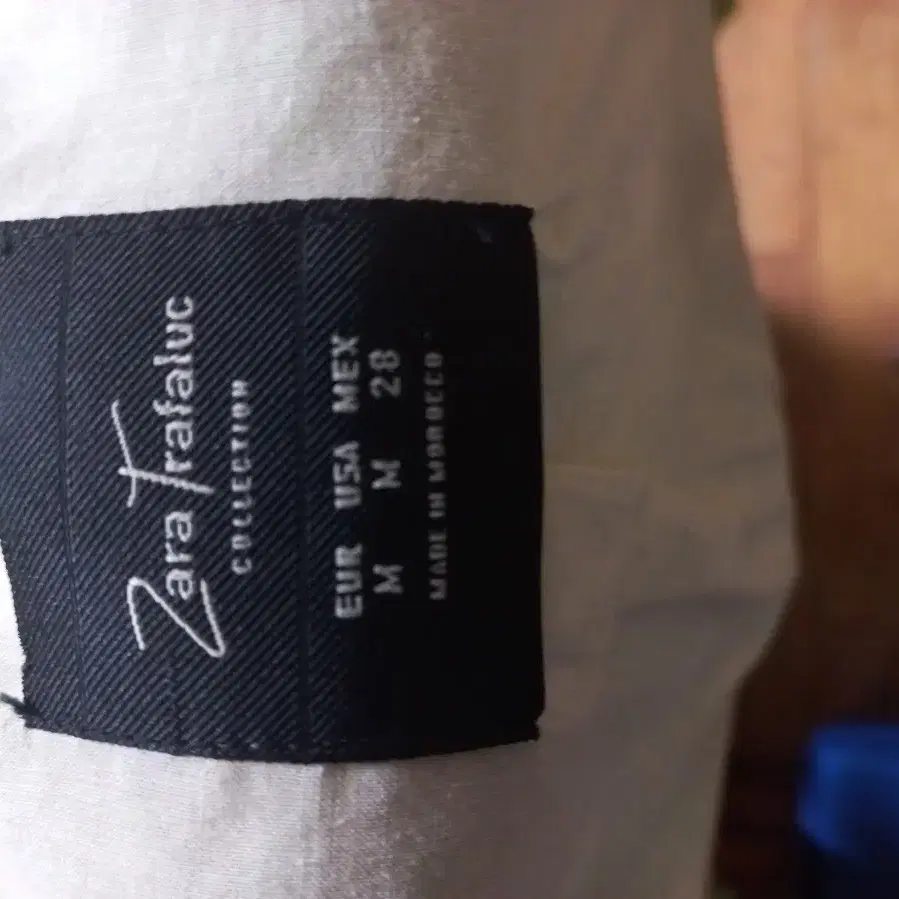 Zara Trafaluc
COLLECTION
EUR USA MEX
M M 28
MADE IN MOROCCO